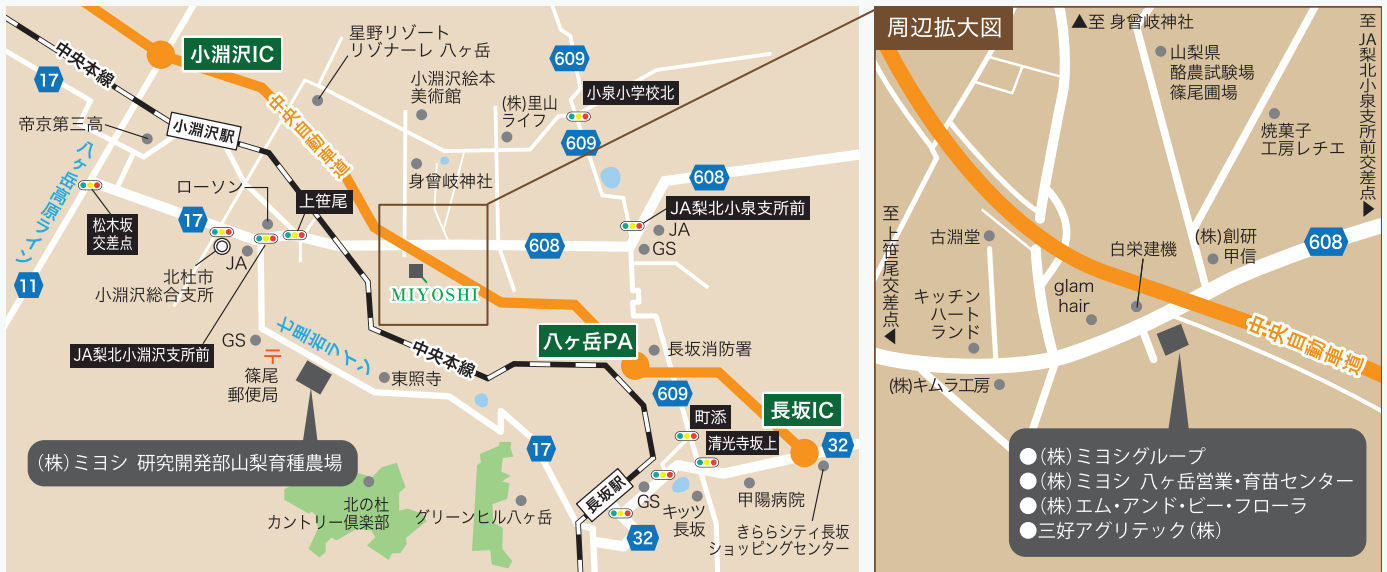 小淵沢IC
中央本線
17
帝京第三高
小淵沢駅
中央自動車道
星野リゾート
リゾナーレ 八ヶ岳
小淵沢絵本
美術館
(株)里山
ライフ
609
小泉小学校北
609
身曾岐神社
608
八ヶ岳高原ライン
ローソン
上笹尾
17
松木坂
交差点
JA梨北小泉支所前
JA
GS
608
11
北杜市
小淵沢総合支所
JA
MIYOSHI
JA梨北小淵沢支所前
GS
七里岩ライン
篠尾
郵便局
中央本線
東照寺
八ヶ岳PA
長坂消防署
609
町添
長坂IC
清光寺坂上
32
17
(株)ミヨシ 研究開発部山梨育種農場
北の杜
カントリー倶楽部
グリーンヒル八ヶ岳
長坂駅
GS
キッツ
長坂
甲陽病院
32
きららシティ長坂
ショッピングセンター
周辺拡大図
▲至 身曾岐神社
山梨県
酪農試験場
篠尾圃場
焼菓子
工房レチエ
至JA梨北小泉支所前交差点▶
至上笹尾交差点◀
古淵堂
白栄建機
(株)創研
甲信
608
glam
hair
キッチン
ハート
ランド
中央自動車道
(株)キムラ工房
●(株)ミヨシグループ
●(株)ミヨシ 八ヶ岳営業・育苗センター
●(株)エム・アンド・ビー・フローラ
●三好アグリテック(株)